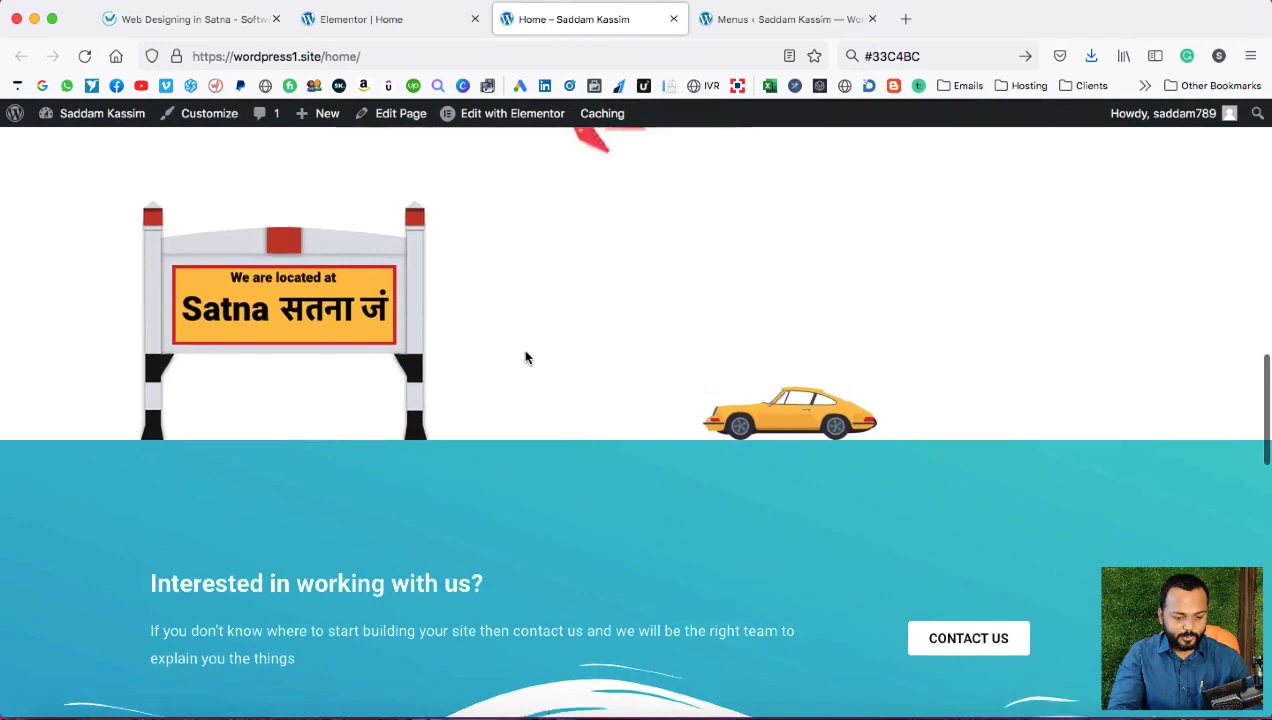 Web Designing in Satna - Softw
Elementor | Home
Home – Saddam Kassim
Menus ‹ Saddam Kassim — Wor
https://wordpress1.site/home/
#33C4BC
IVR
Emails
Hosting
Clients
Other Bookmarks
Saddam Kassim
Customize
1
New
Edit Page
Edit with Elementor
Caching
Howdy, saddam789
We are located at
Satna सतना जं
Interested in working with us?
If you don't know where to start building your site then contact us and we will be the right team to
explain you the things
CONTACT US